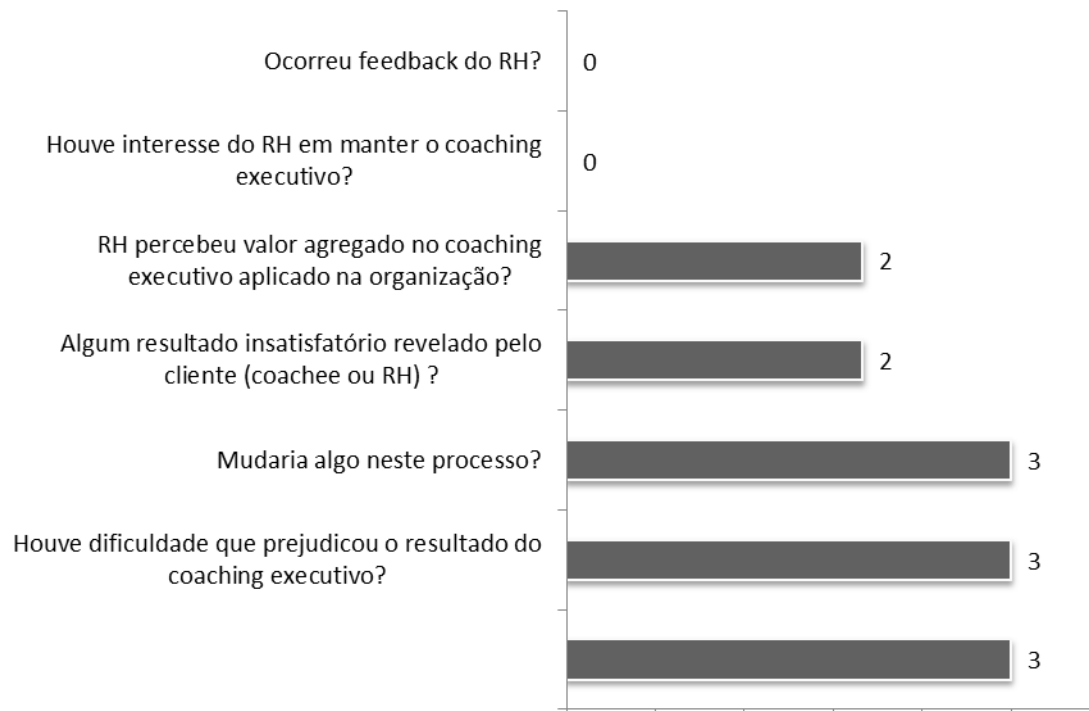 Ocorreu feedback do RH?
0
Houve interesse do RH em manter o coaching
executivo?
0
RH percebeu valor agregado no coaching
executivo aplicado na organização?
2
Algum resultado insatisfatório revelado pelo
cliente (coachee ou RH) ?
2
Mudaria algo neste processo?
3
Houve dificuldade que prejudicou o resultado do
coaching executivo?
3
3